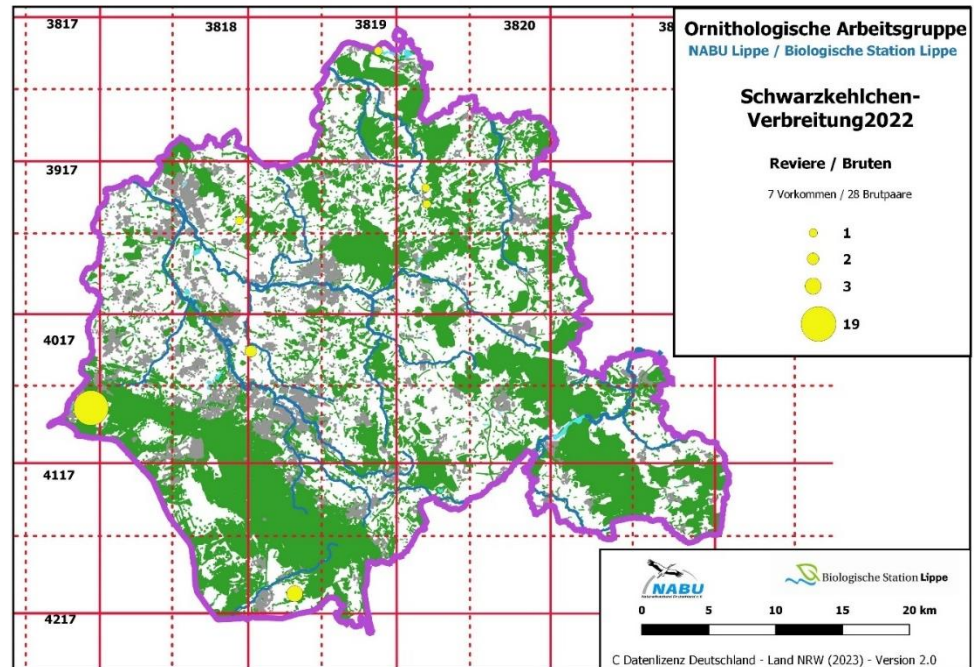 3817
3818
3819
3820
38
Ornithologische Arbeitsgruppe
NABU Lippe / Biologische Station Lippe
Schwarzkehlchen-
Verbreitung2022
Reviere / Bruten
7 Vorkommen / 28 Brutpaare
1
2
3
19
3917
4017
4117
4217
NABU
Biologische Station Lippe
0 5 10 15 20 km
C Datenlizenz Deutschland - Land NRW (2023) - Version 2.0